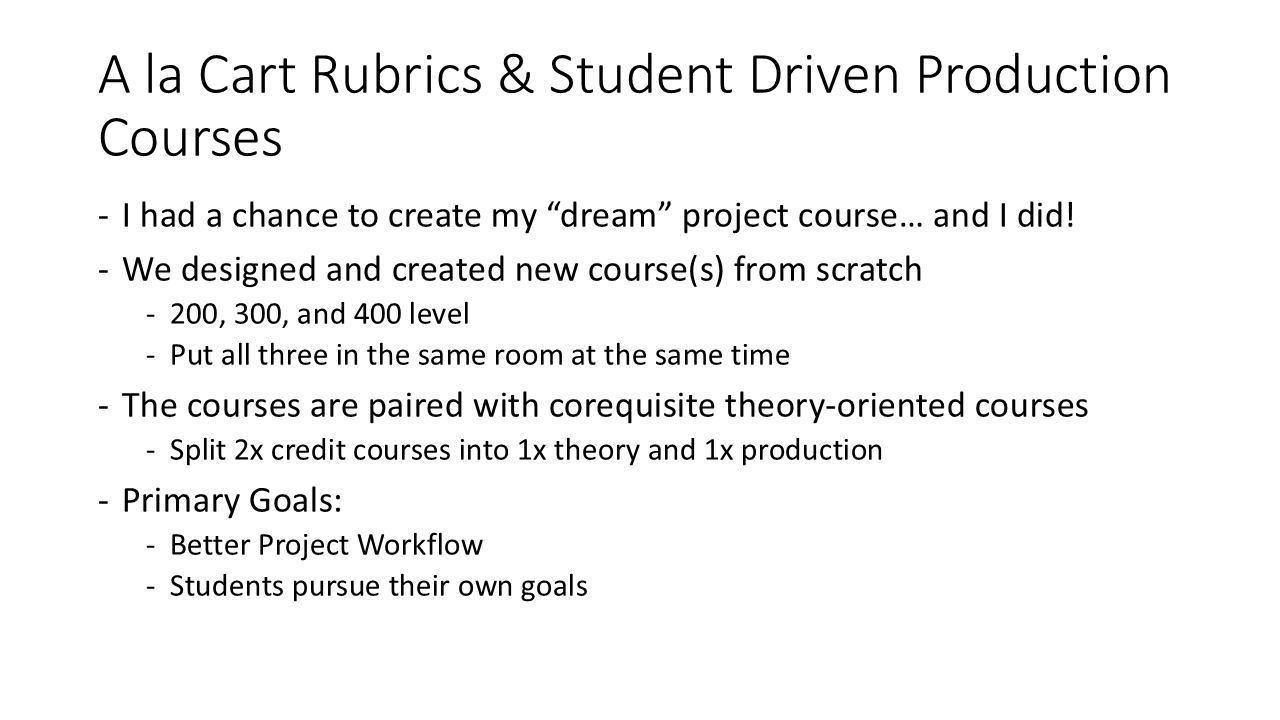 A la Cart Rubrics & Student Driven Production
Courses
- I had a chance to create my “dream” project course… and I did!
- We designed and created new course(s) from scratch
- 200, 300, and 400 level
- Put all three in the same room at the same time
- The courses are paired with corequisite theory-oriented courses
- Split 2x credit courses into 1x theory and 1x production
- Primary Goals:
- Better Project Workflow
- Students pursue their own goals